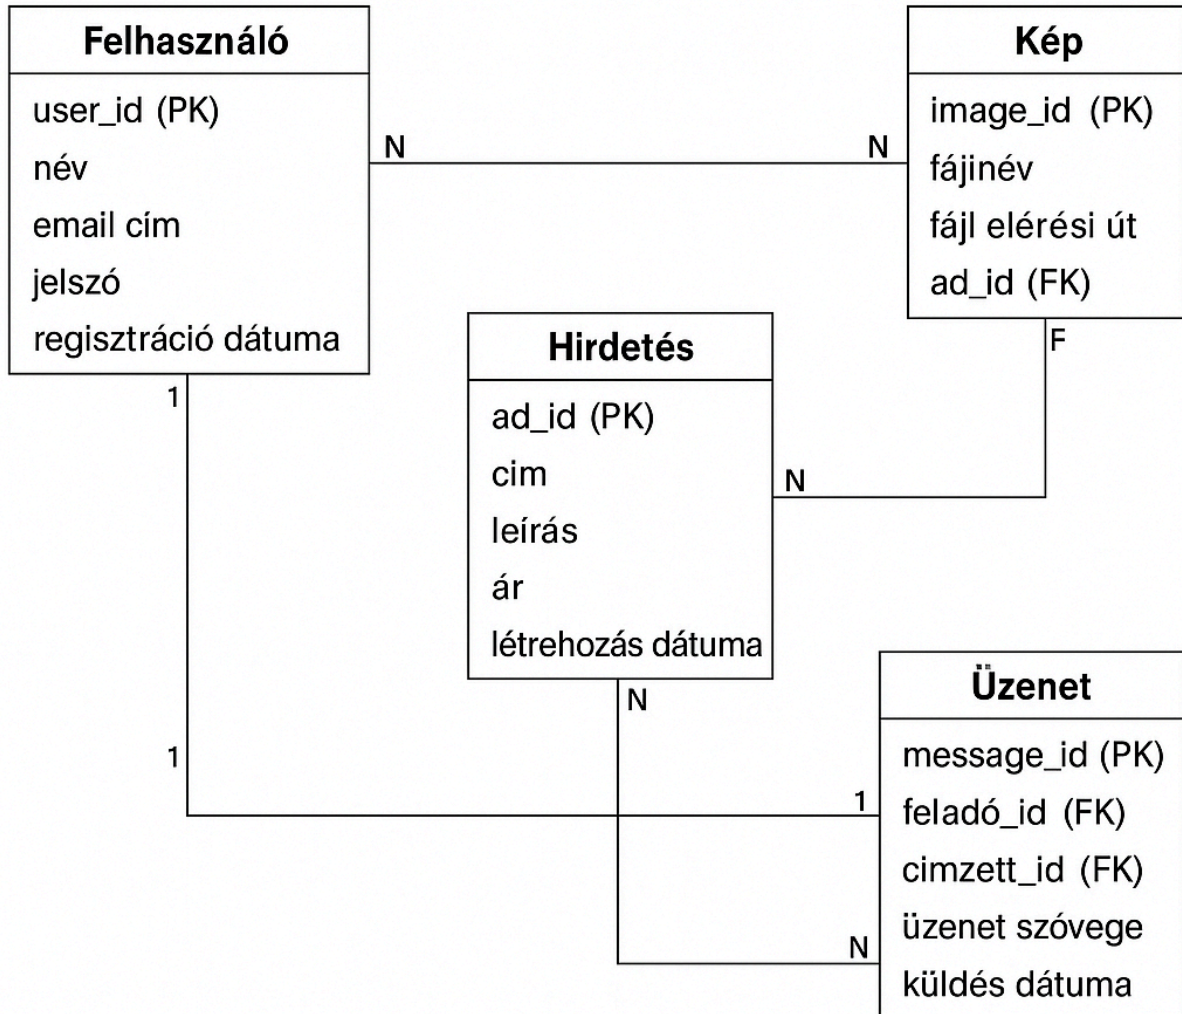 Felhasználó
user_id (PK)
név
email cím
jelszó
regisztráció dátuma
1
N
N
Kép
image_id (PK)
fájinév
fájl elérési út
ad_id (FK)
F
Hirdetés
ad_id (PK)
cim
leírás
ár
létrehozás dátuma
N
N
1
1
N
Üzenet
message_id (PK)
feladó_id (FK)
cimzett_id (FK)
üzenet szóvege
küldés dátuma